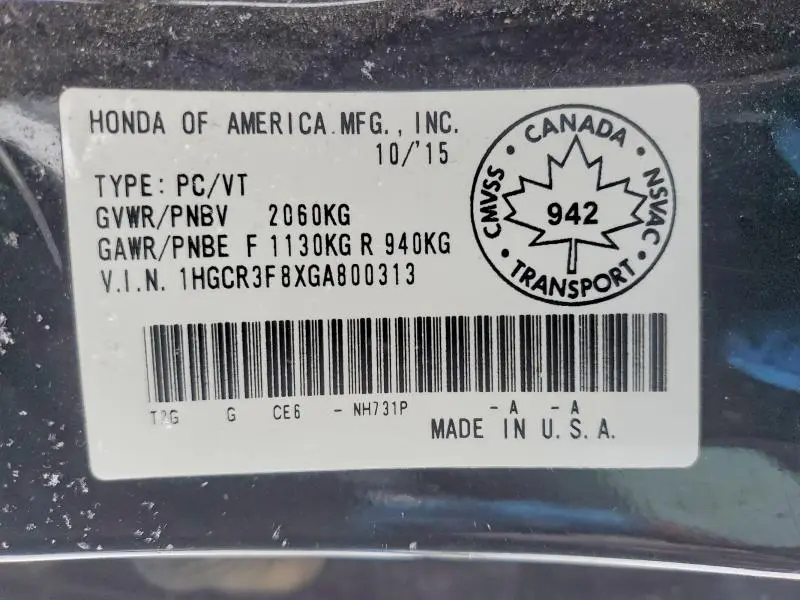 HONDA OF AMERICA MFG., INC.
10/'15
TYPE: PC/VT
GVWR/PNBV 2060KG
GAWR/PNBE F 1130KG R 940KG
V.I.N. 1HGCR3F8XGA800313
CANADA
CMVSS
942
NSVAC
TRANSPORT
T2G G CE6 - NH731P - A - A
MADE IN U.S.A.